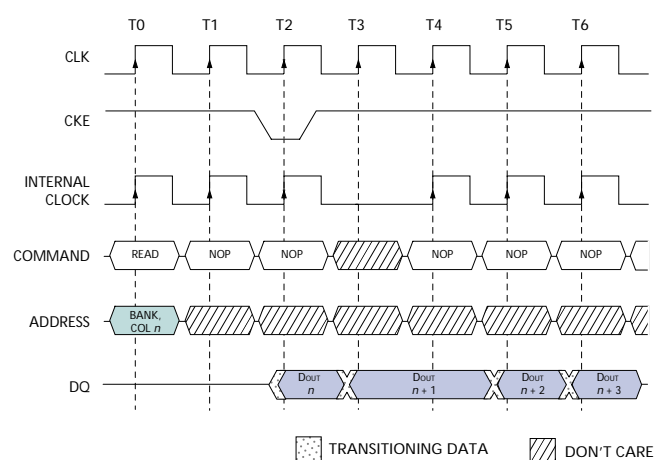 T0 T1 T2 T3 T4 T5 T6
CLK
CKE
INTERNAL
CLOCK
COMMAND READ NOP NOP NOP NOP NOP
ADDRESS BANK,
COL n
DQ DOUT DOUT DOUT DOUT
n n + 1 n + 2 n + 3
TRANSITIONING DATA DON'T CARE